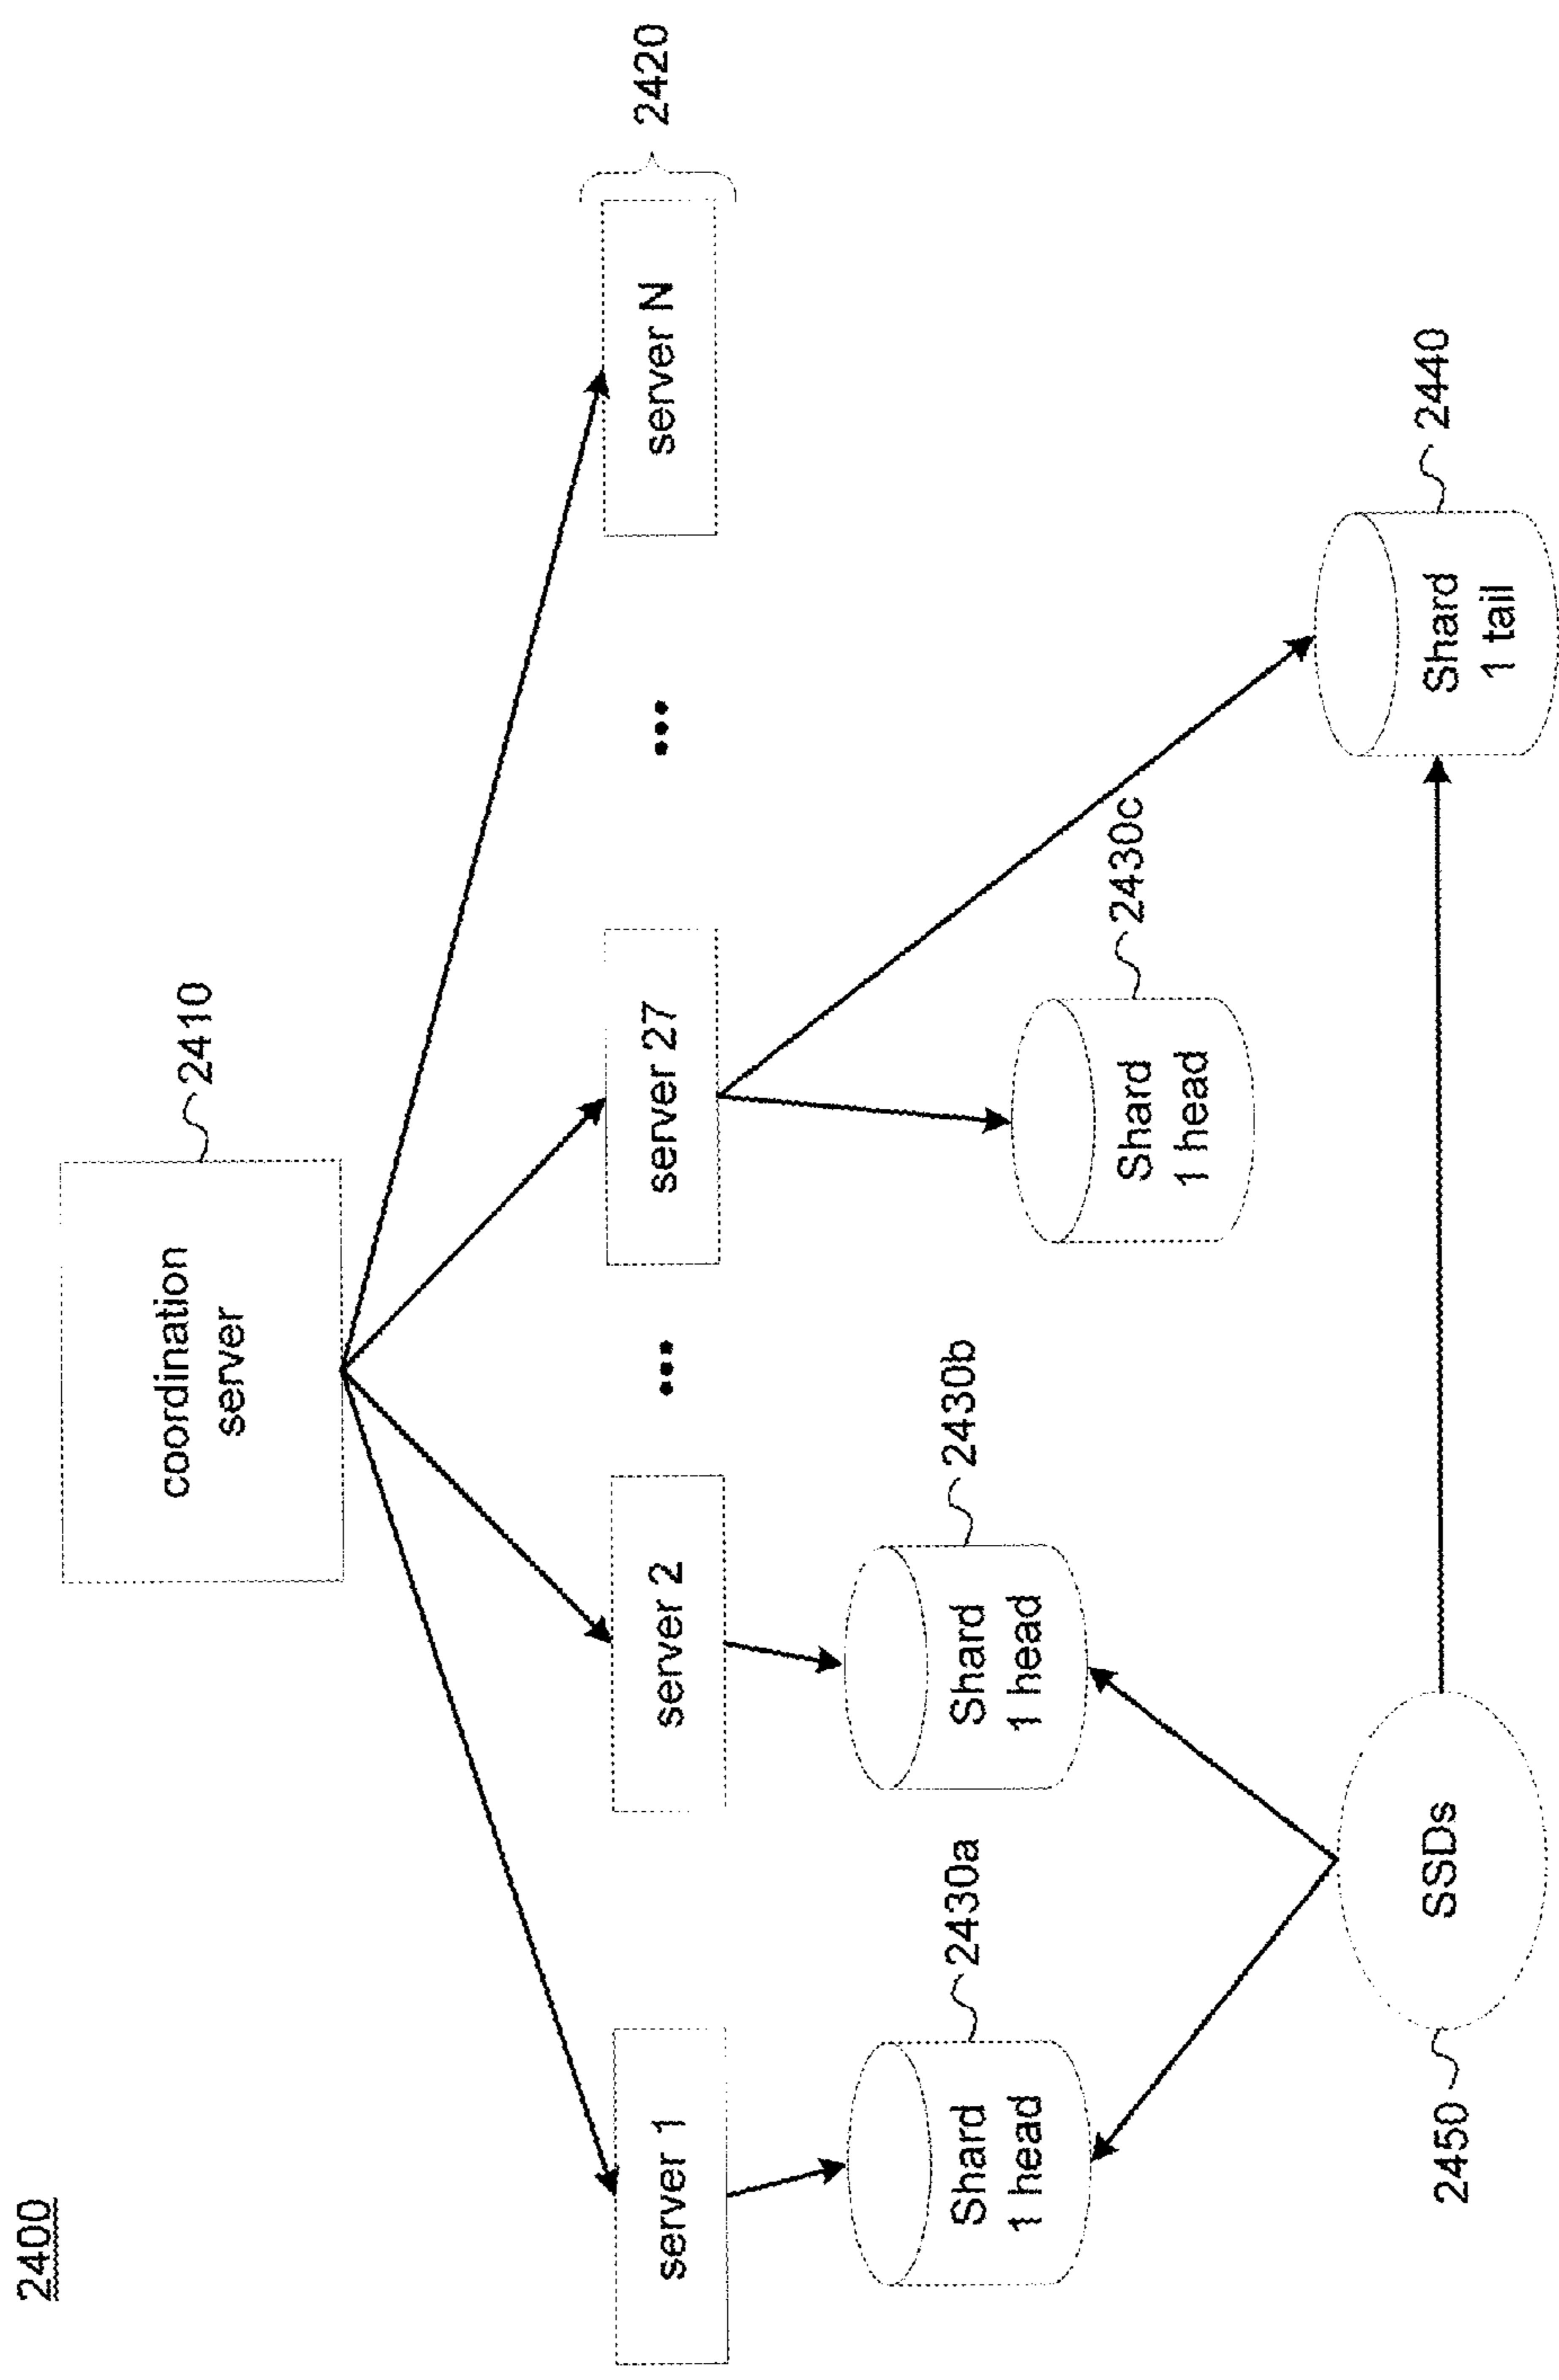 2400
coordination
server
2410
server 1
server 2
•••
server 27
•••
server N
2420
Shard
1 head
2430a
Shard
1 head
2430b
Shard
1 head
2430c
2450
SSDs
Shard
1 tail
2440